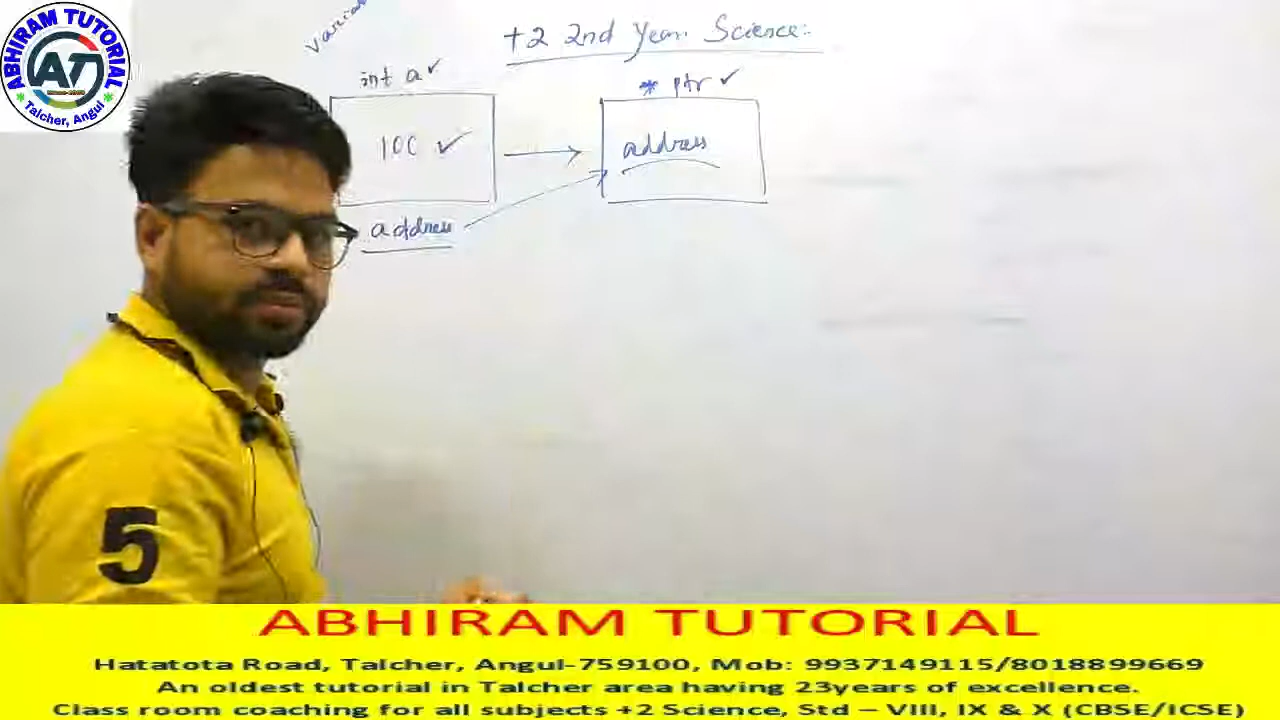 ABHIRAM TUTORIAL
AT
Talcher, Angul
+2 2nd Year Science:
int a ✓
* ptr ✓
100 ✓
address
address
5
ABHIRAM TUTORIAL
Hatatota Road, Talcher, Angul-759100, Mob: 9937149115/8018899669
An oldest tutorial in Talcher area having 23years of excellence.
Class room coaching for all subjects +2 Science, Std – VIII, IX & X (CBSE/ICSE)